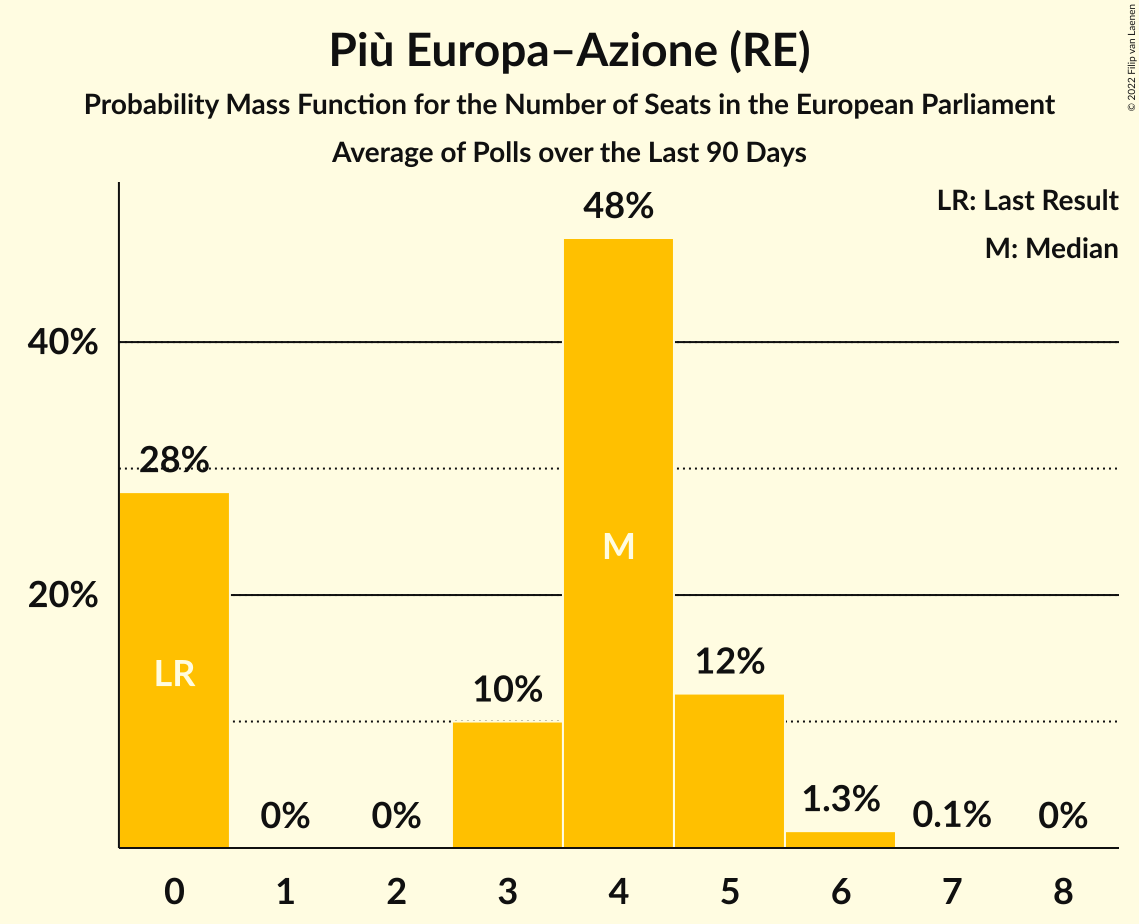 Più Europa–Azione (RE)
Probability Mass Function for the Number of Seats in the European Parliament
Average of Polls over the Last 90 Days
© 2022 Filip van Laenen
LR: Last Result
M: Median
48%
40%
28%
M
20%
12%
LR
10%
1.3%
0%
0%
0.1%
0%
0 1 2 3 4 5 6 7 8